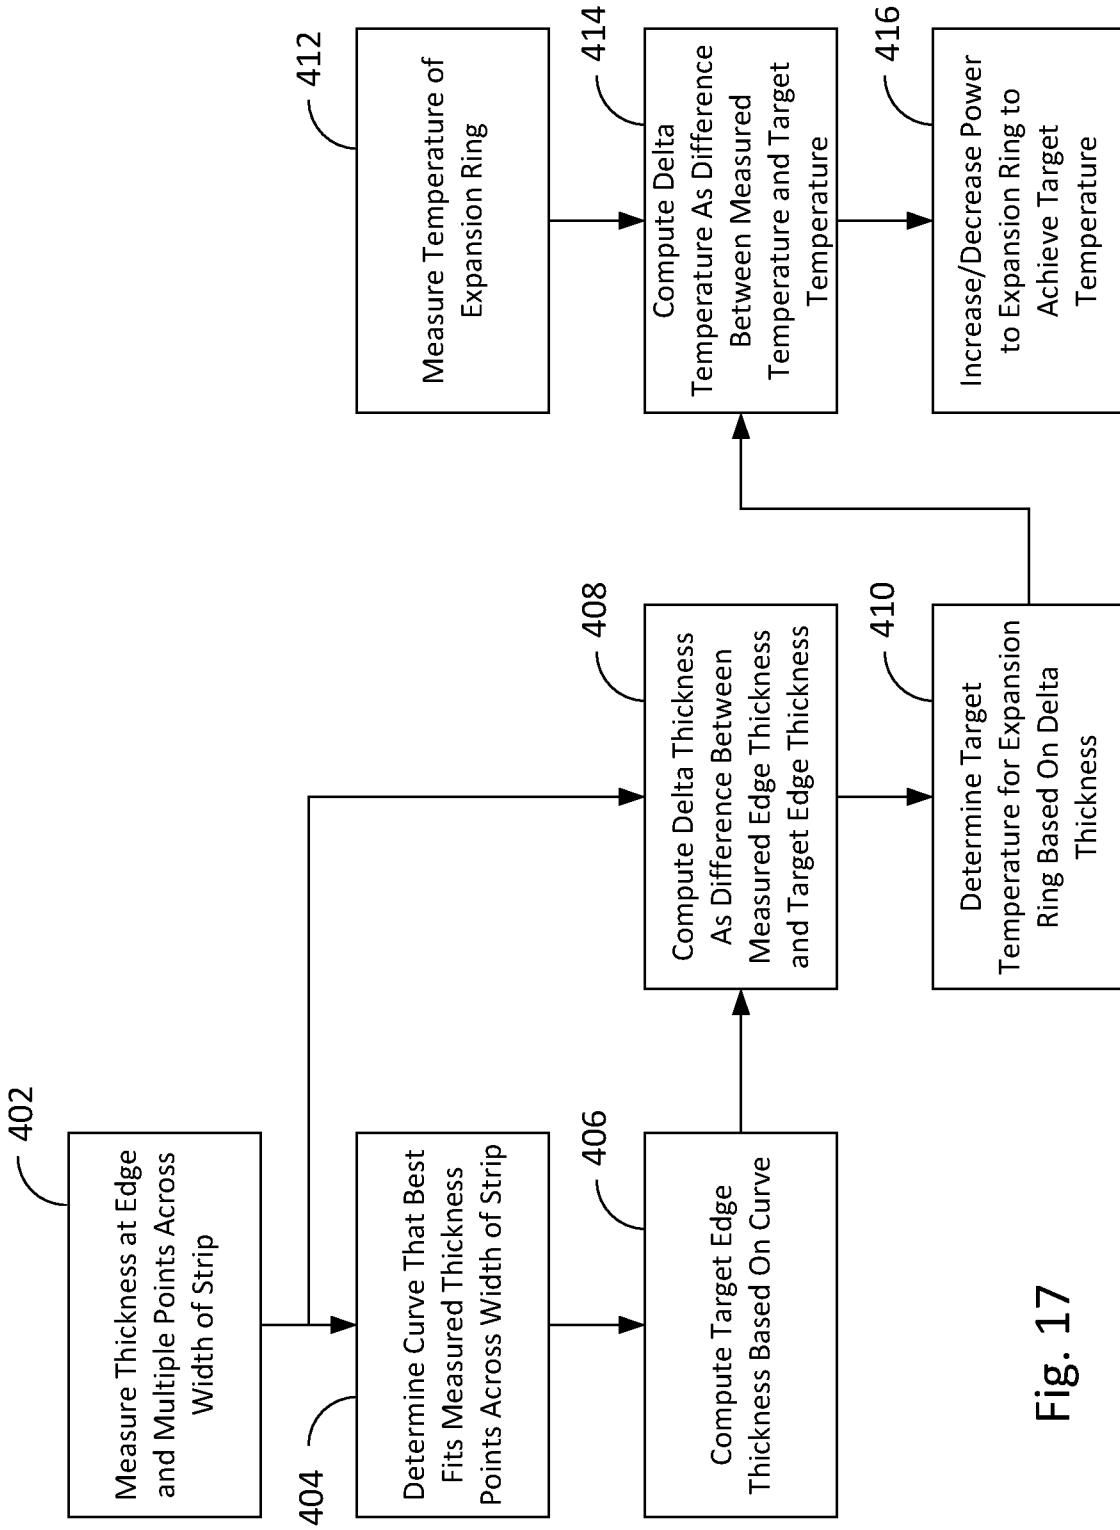 402
Measure Thickness at Edge
and Multiple Points Across
Width of Strip
404
Determine Curve That Best
Fits Measured Thickness
Points Across Width of Strip
406
Compute Target Edge
Thickness Based On Curve
408
Compute Delta Thickness
As Difference Between
Measured Edge Thickness
and Target Edge Thickness
410
Determine Target
Temperature for Expansion
Ring Based On Delta
Thickness
412
Measure Temperature of
Expansion Ring
414
Compute Delta
Temperature As Difference
Between Measured
Temperature and Target
Temperature
416
Increase/Decrease Power
to Expansion Ring to
Achieve Target
Temperature
Fig. 17